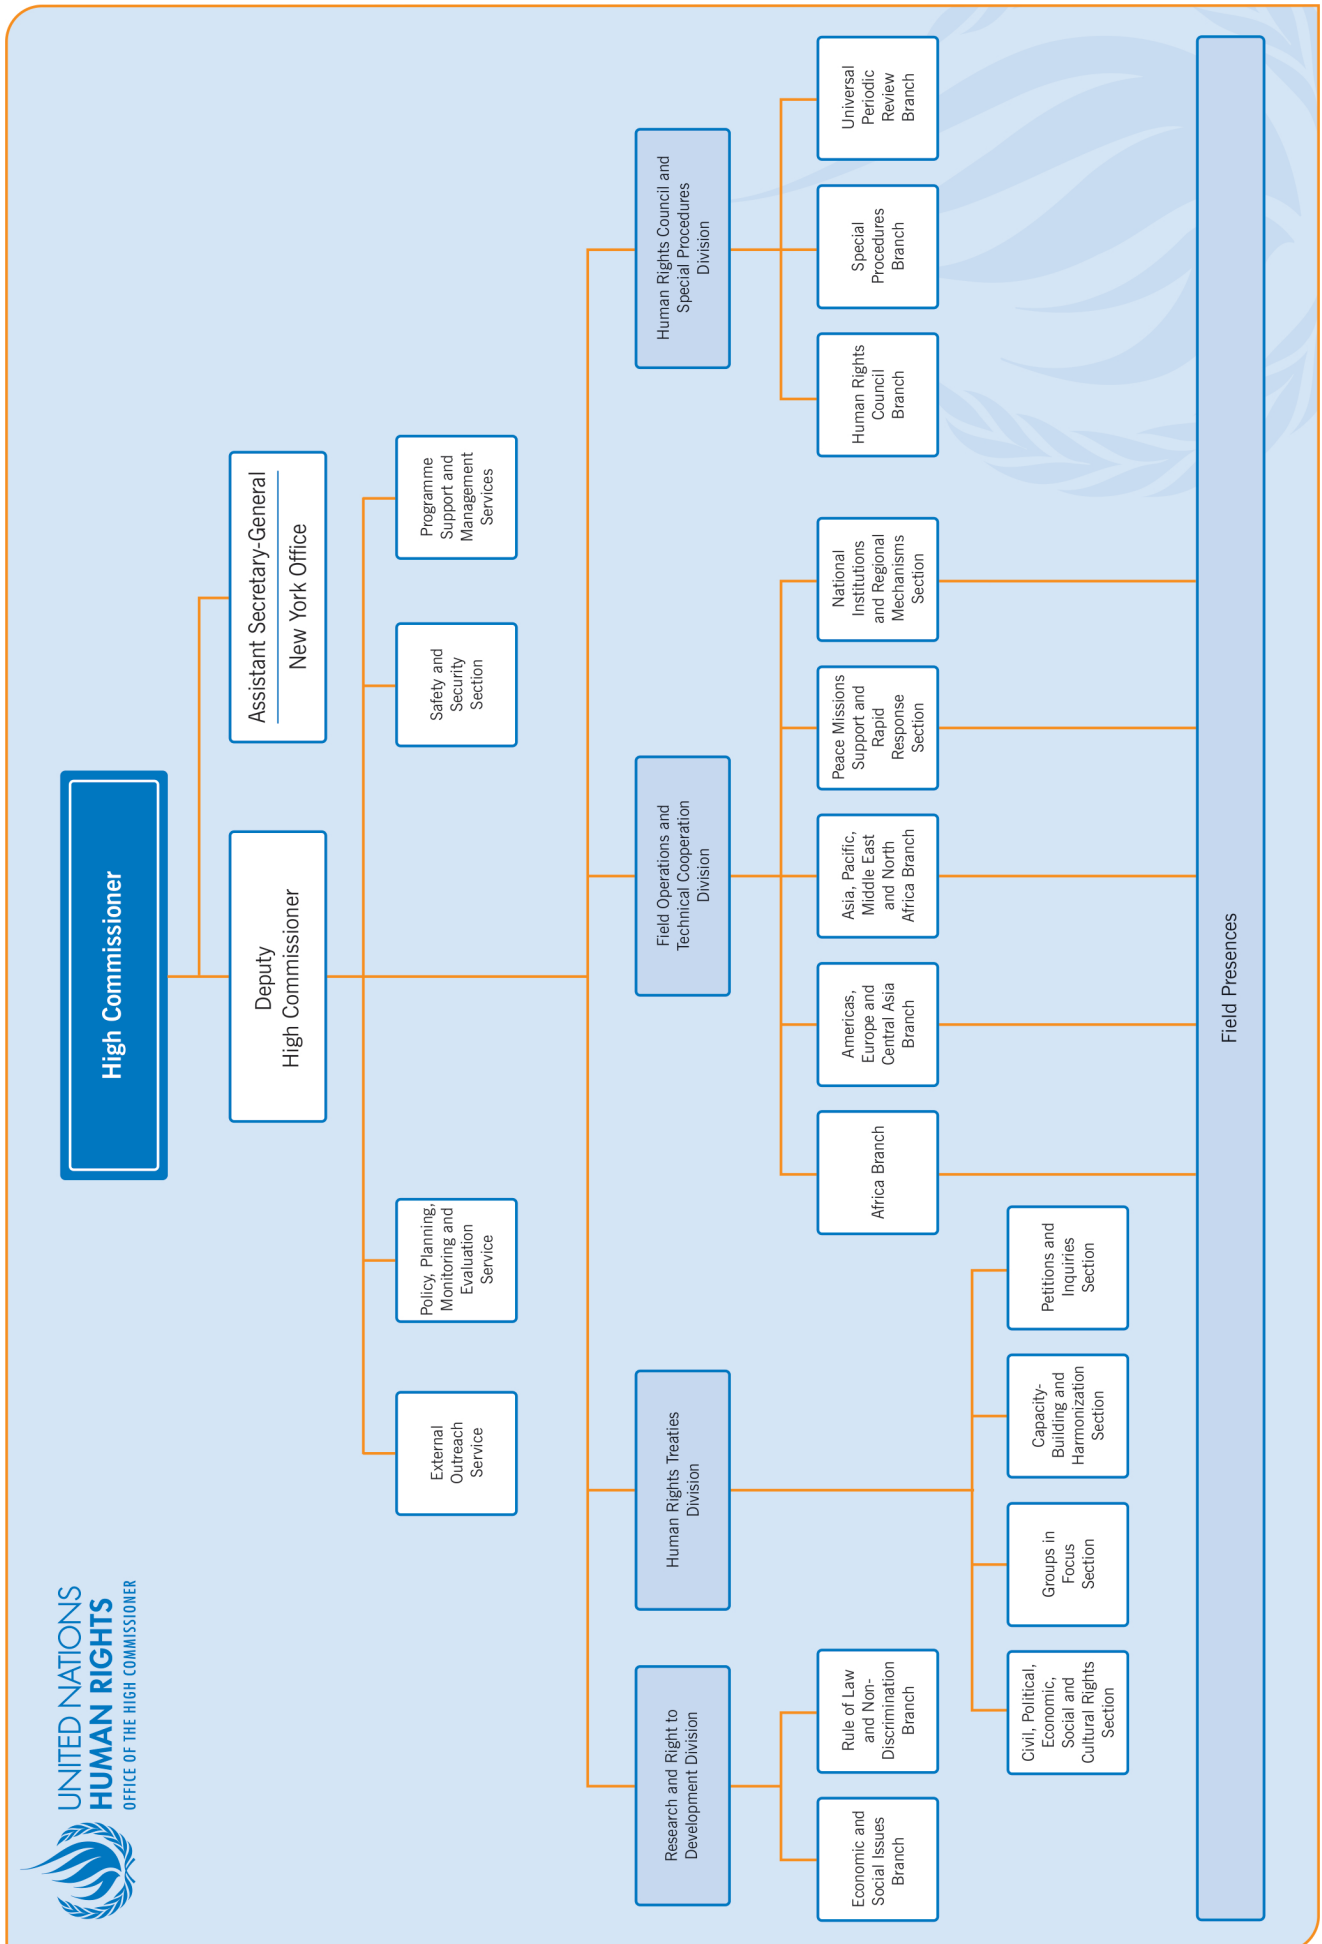 UNITED NATIONS
HUMAN RIGHTS
OFFICE OF THE HIGH COMMISSIONER
High Commissioner
Deputy
High Commissioner
Assistant Secretary-General
New York Office
External
Outreach
Service
Policy, Planning,
Monitoring and
Evaluation
Service
Safety and
Security
Section
Programme
Support and
Management
Services
Research and Right to
Development Division
Human Rights Treaties
Division
Field Operations and
Technical Cooperation
Division
Human Rights Council and
Special Procedures
Division
Economic and
Social Issues
Branch
Rule of Law
and Non-
Discrimination
Branch
Africa Branch
Americas,
Europe and
Central Asia
Branch
Asia, Pacific,
Middle East
and North
Africa Branch
Peace Missions
Support and
Rapid
Response
Section
National
Institutions
and Regional
Mechanisms
Section
Human Rights
Council
Branch
Special
Procedures
Branch
Universal
Periodic
Review
Branch
Civil, Political,
Economic,
Social and
Cultural Rights
Section
Groups in
Focus
Section
Capacity-
Building and
Harmonization
Section
Petitions and
Inquiries
Section
Field Presences